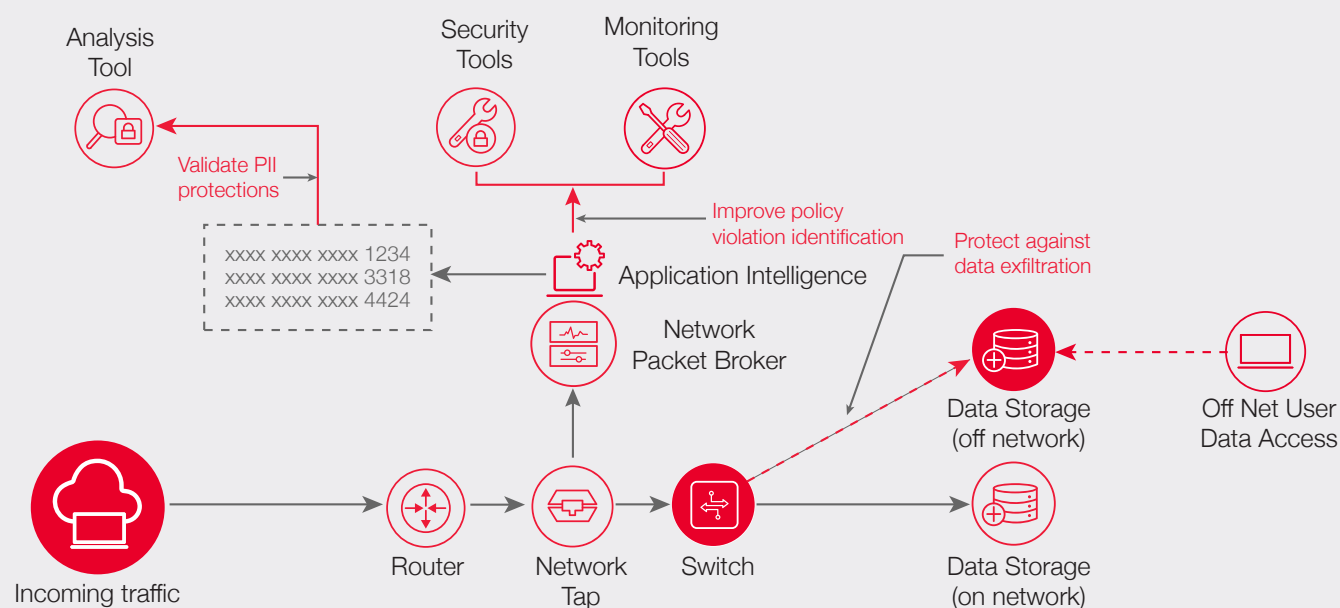 Analysis
Tool
Security
Tools
Monitoring
Tools
Validate PII
protections
Improve policy
violation identification
Protect against
data exfiltration
xxxx xxxx xxxx 1234
xxxx xxxx xxxx 3318
xxxx xxxx xxxx 4424
Application Intelligence
Network
Packet Broker
Data Storage
(off network)
Off Net User
Data Access
Incoming traffic
Router
Network
Tap
Switch
Data Storage
(on network)